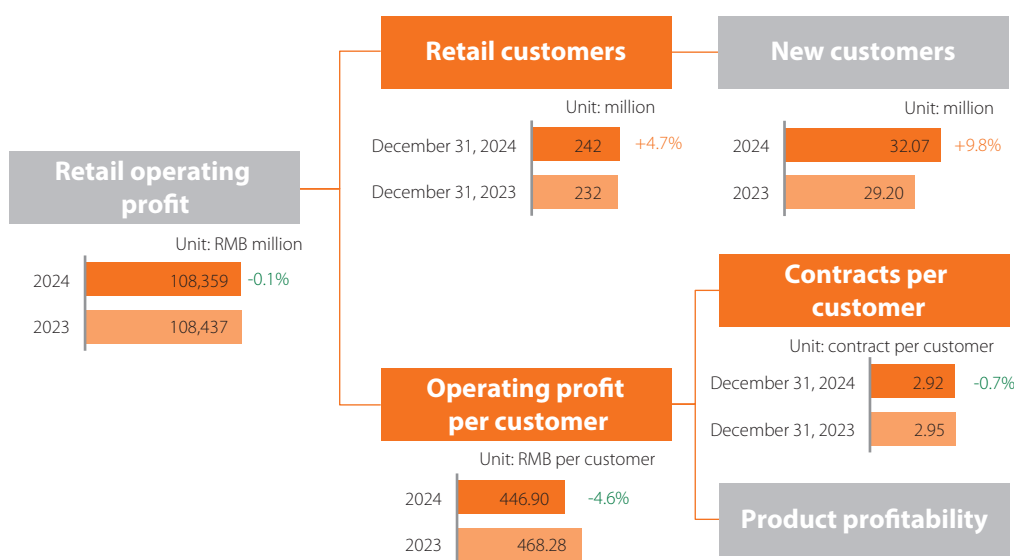 Retail operating
profit
Unit: RMB million
2024 108,359 -0.1%
2023 108,437
Retail customers
Unit: million
December 31, 2024 242 +4.7%
December 31, 2023 232
New customers
Unit: million
2024 32.07 +9.8%
2023 29.20
Operating profit
per customer
Unit: RMB per customer
2024 446.90 -4.6%
2023 468.28
Contracts per
customer
Unit: contract per customer
December 31, 2024 2.92 -0.7%
December 31, 2023 2.95
Product profitability